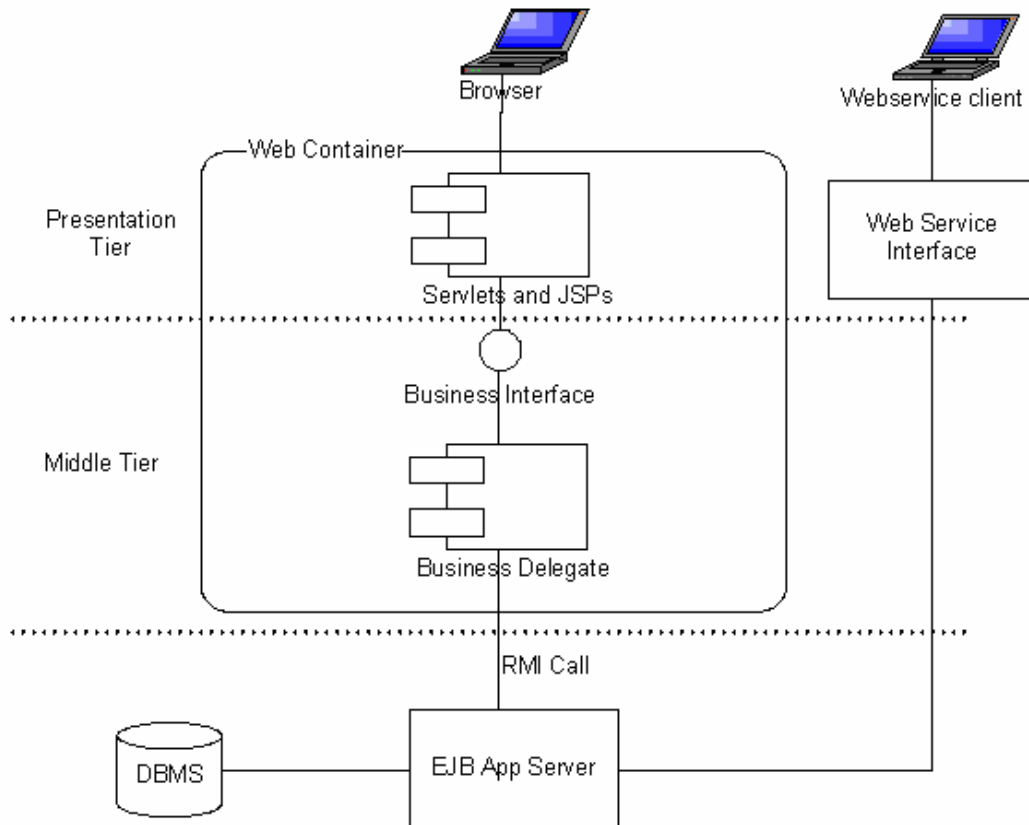 Browser
Webservice client
Web Container
Presentation
Tier
Web Service
Interface
Servlets and JSPs
Business Interface
Middle Tier
Business Delegate
RMI Call
DBMS
EJB App Server